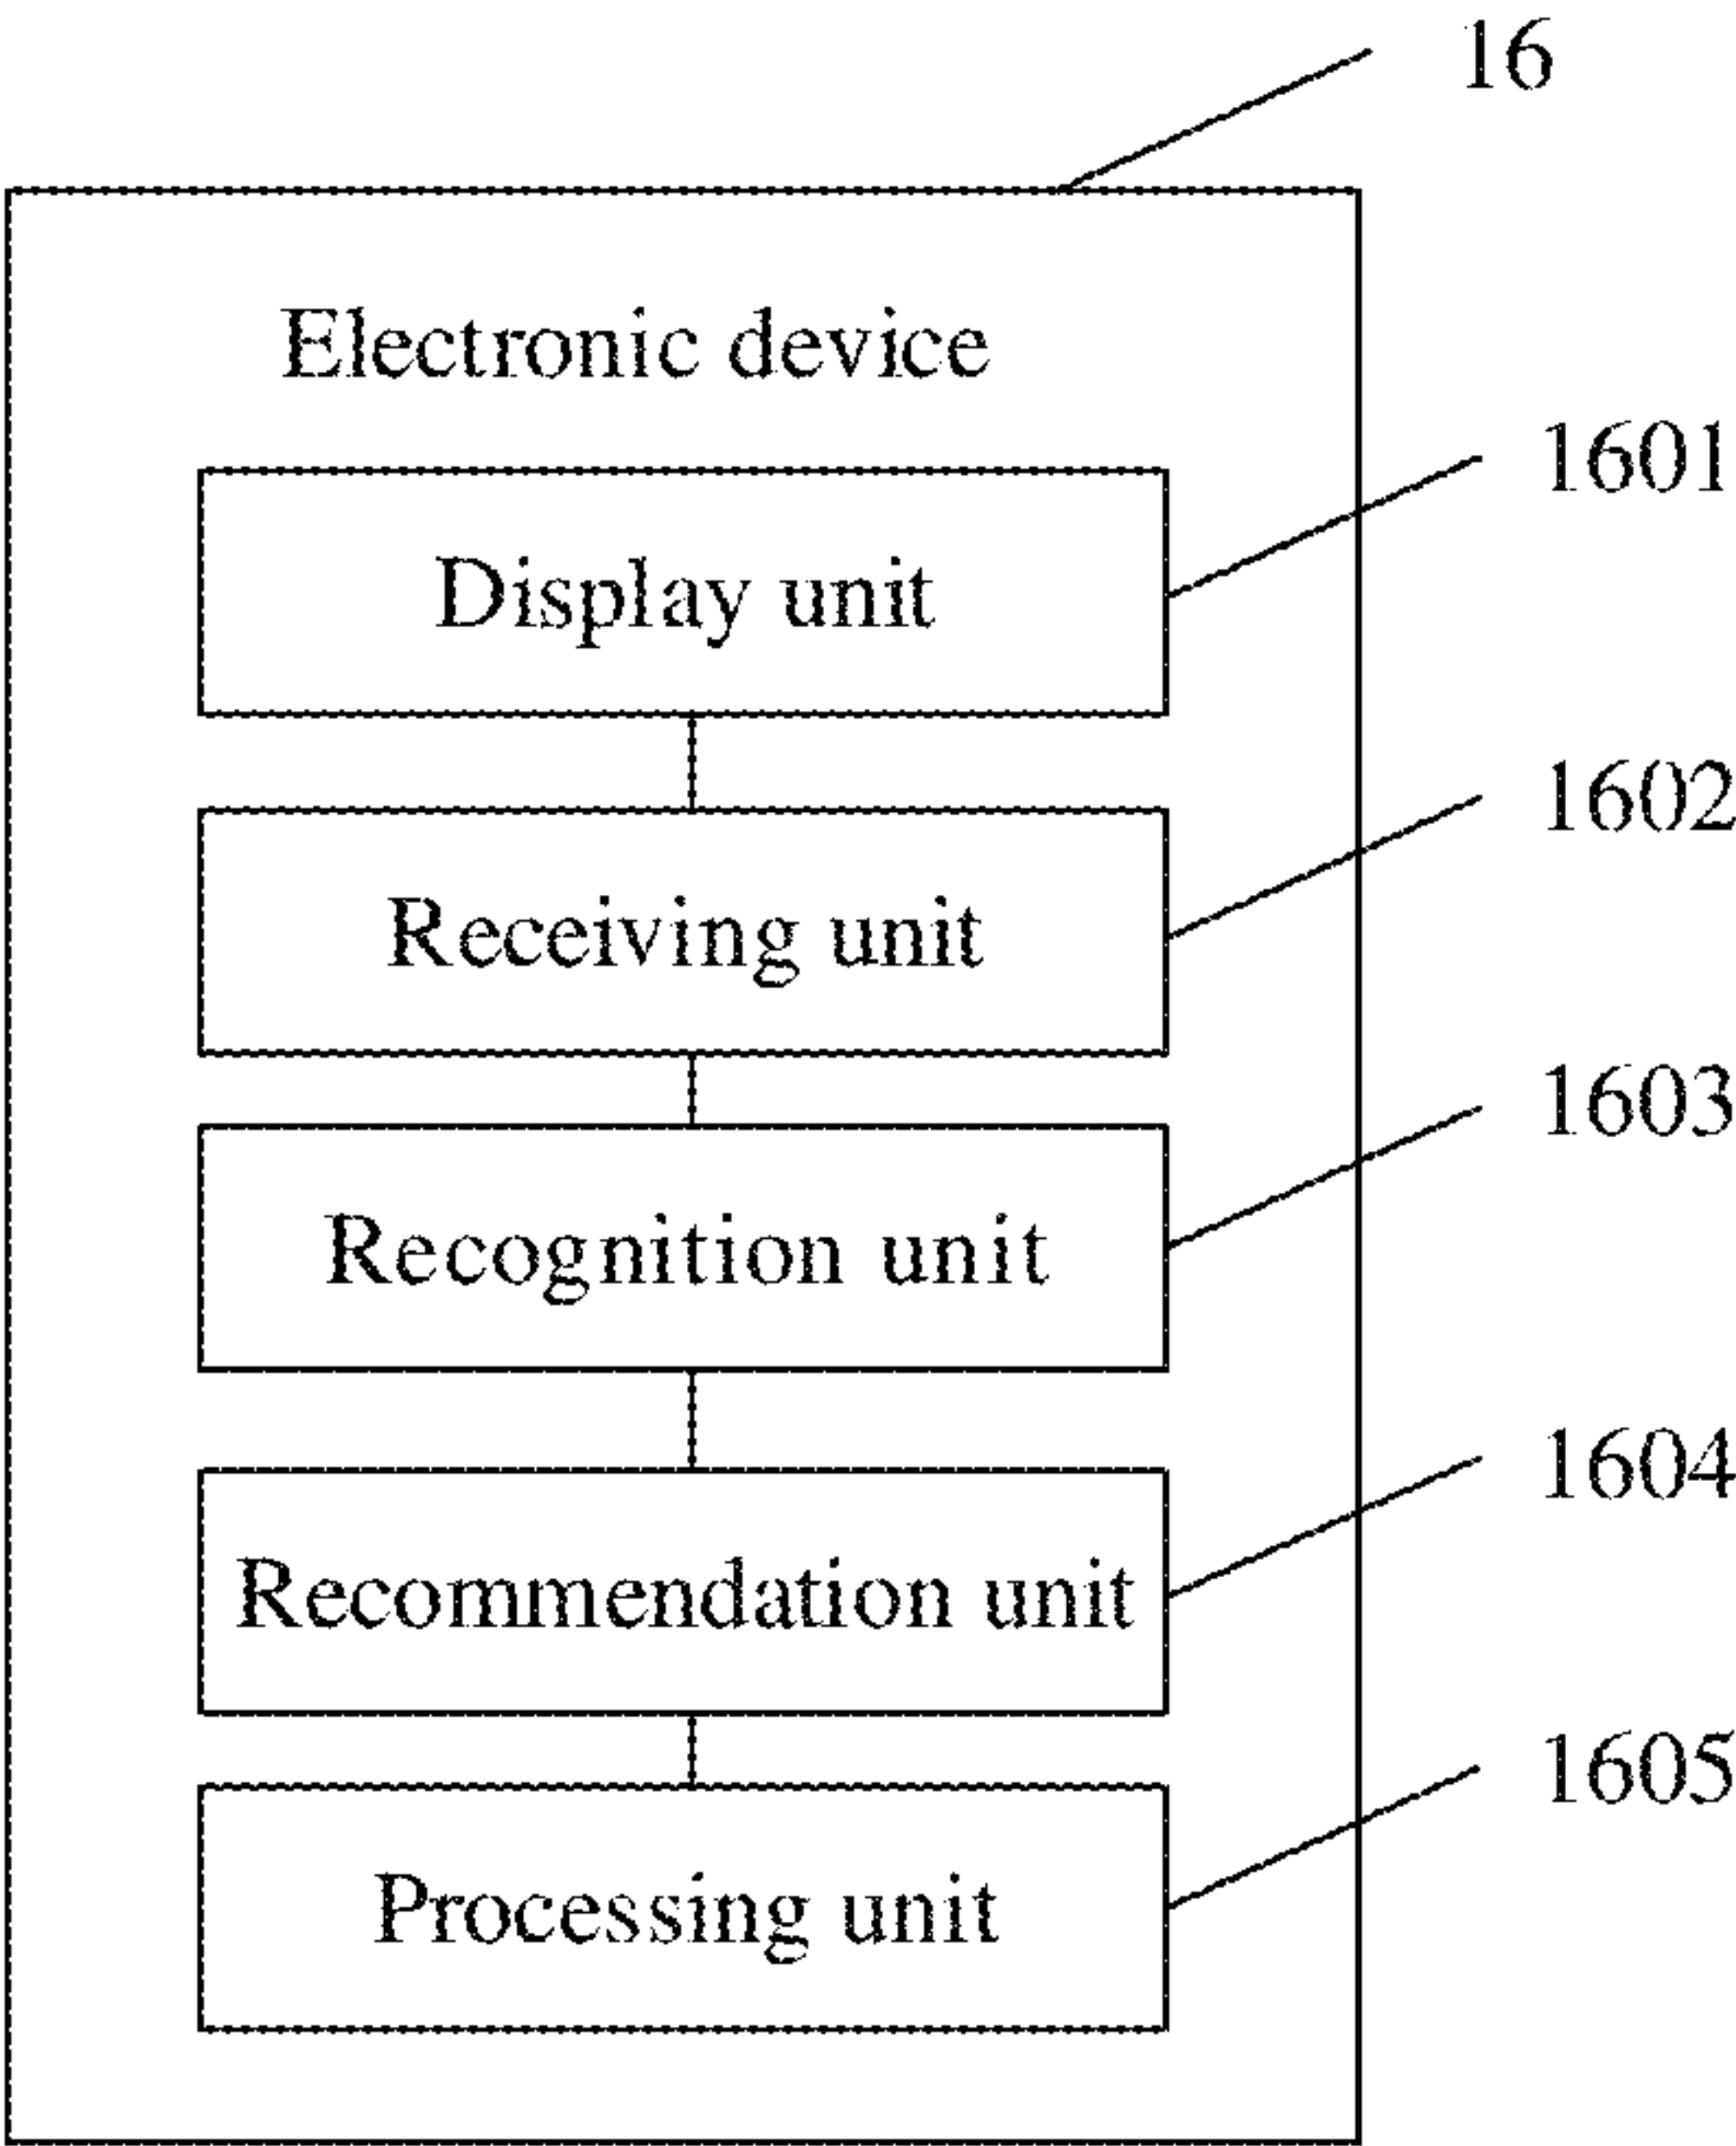 16
Electronic device
1601
Display unit
1602
Receiving unit
1603
Recognition unit
1604
Recommendation unit
1605
Processing unit